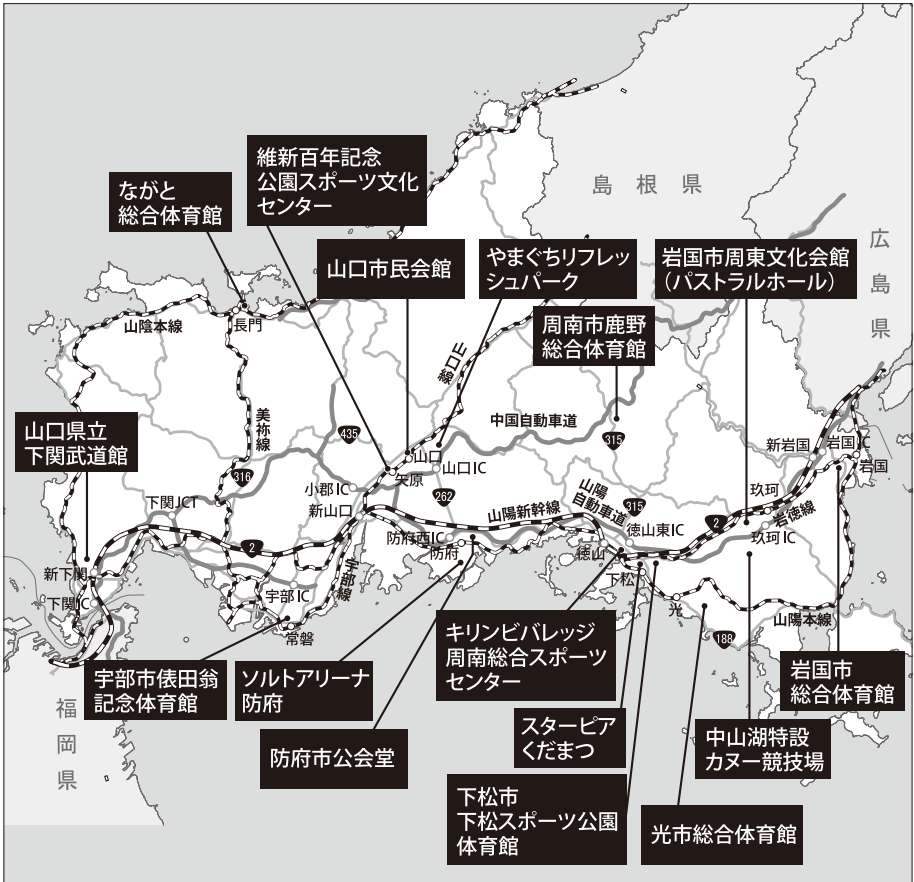 島根県
広島県
福岡県
維新百年記念
公園スポーツ文化
センター
ながと
総合体育館
山口市民会館
やまぐちリフレッ
シュパーク
岩国市周東文化会館
（パストラルホール）
周南市鹿野
総合体育館
山口県立
下関武道館
長門
山陰本線
山口線
美祢線
435
中国自動車道
315
新岩国
岩国IC
岩国
山口
山口IC
矢原
316
小郡IC
262
新山口
下関JCT
山陽新幹線
山陽
自動車道
315
玖珂
2
岩徳線
徳山東IC
玖珂IC
防府西IC
防府
2
徳山
下松
新下関
下関IC
宇部IC
宇部線
常盤
光
188
山陽本線
キリンビバレッジ
周南総合スポーツ
センター
宇部市俵田翁
記念体育館
ソルトアリーナ
防府
岩国市
総合体育館
防府市公会堂
スターピア
くだまつ
中山湖特設
カヌー競技場
下松市
下松スポーツ公園
体育館
光市総合体育館